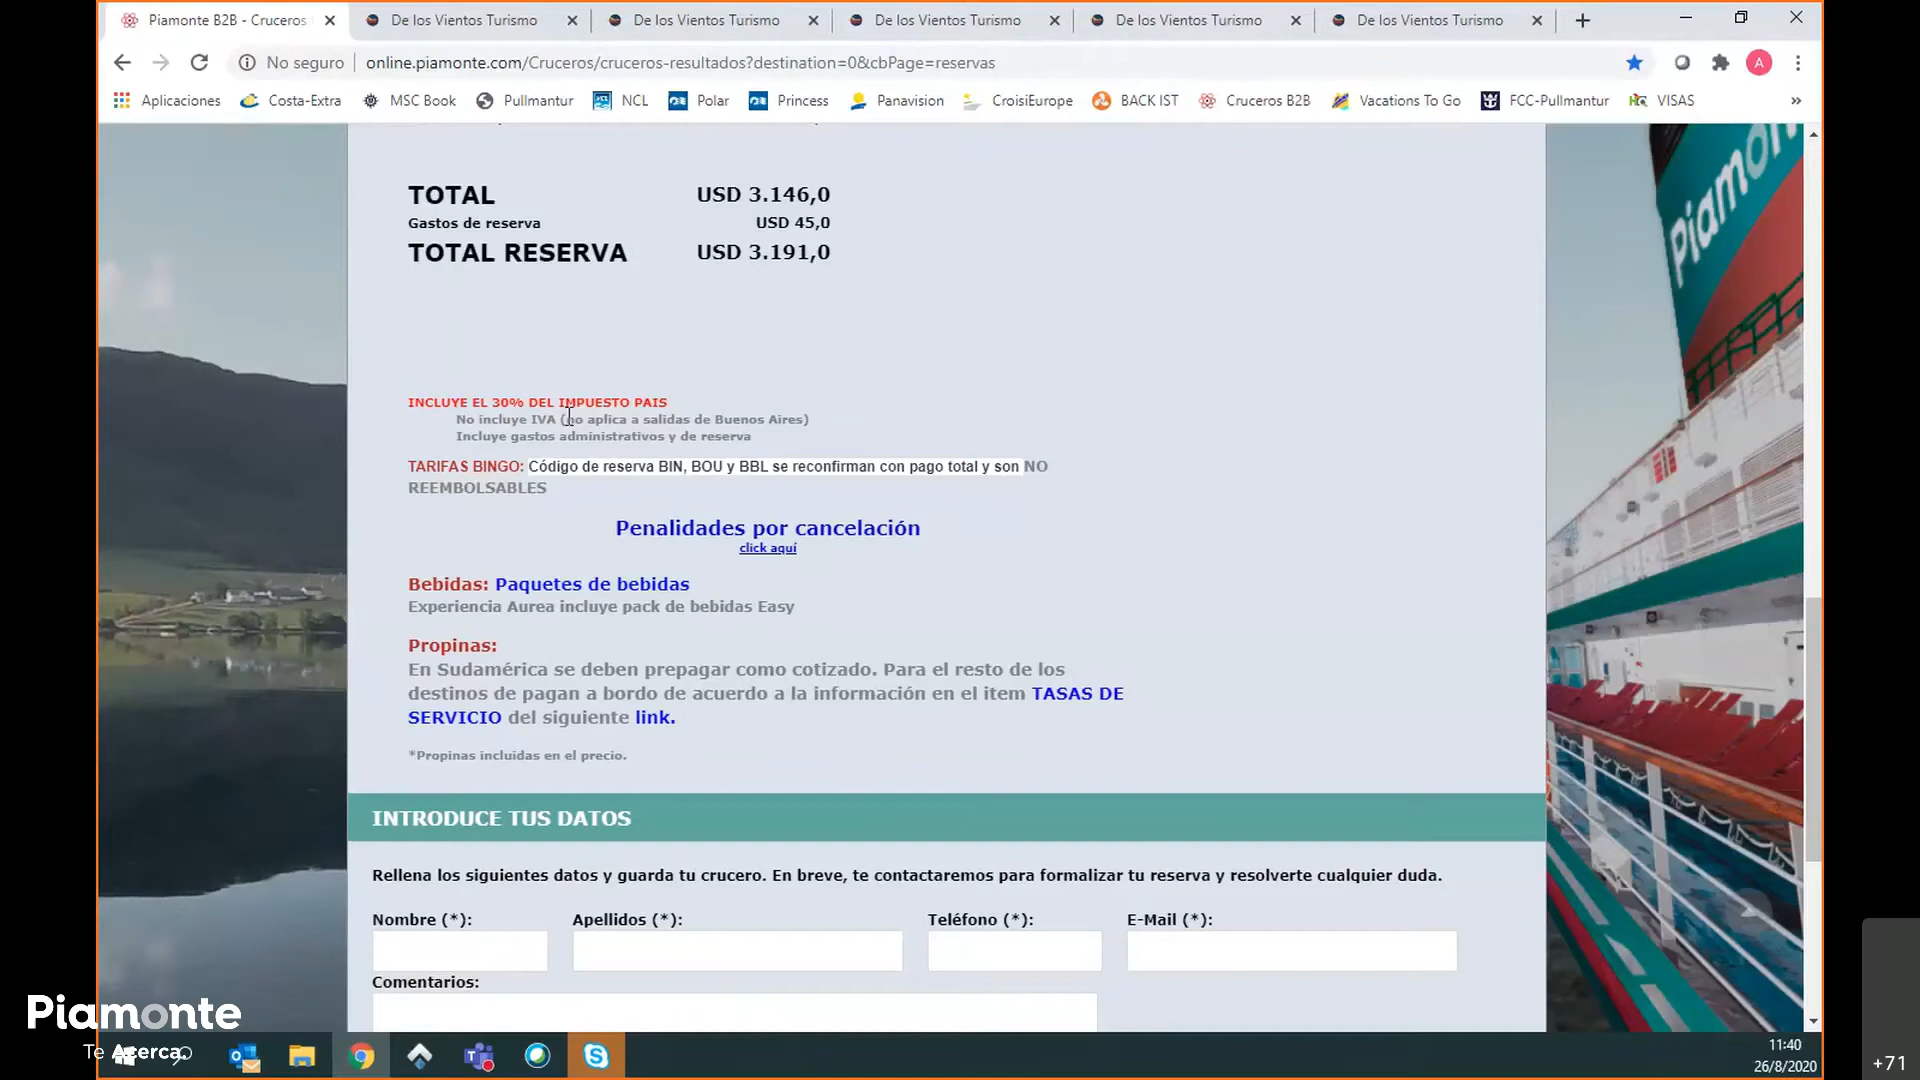 Piamonte B2B - Cruceros
De los Vientos Turismo
De los Vientos Turismo
De los Vientos Turismo
De los Vientos Turismo
De los Vientos Turismo
No seguro
online.piamonte.com/Cruceros/cruceros-resultados?destination=0&cbPage=reservas
A
Aplicaciones
Costa-Extra
MSC Book
Pullmantur
NCL
Polar
Princess
Panavision
CroisiEurope
BACK IST
Cruceros B2B
Vacations To Go
FCC-Pullmantur
VISAS
»
TOTAL USD 3.146,0
Gastos de reserva USD 45,0
TOTAL RESERVA USD 3.191,0
INCLUYE EL 30% DEL IMPUESTO PAIS
No incluye IVA (no aplica a salidas de Buenos Aires)
Incluye gastos administrativos y de reserva
TARIFAS BINGO: Código de reserva BIN, BOU y BBL se reconfirman con pago total y son NO
REEMBOLSABLES
Penalidades por cancelación
click aquí
Bebidas: Paquetes de bebidas
Experiencia Aurea incluye pack de bebidas Easy
Propinas:
En Sudamérica se deben prepagar como cotizado. Para el resto de los
destinos de pagan a bordo de acuerdo a la información en el item TASAS DE
SERVICIO del siguiente link.
*Propinas incluidas en el precio.
INTRODUCE TUS DATOS
Rellena los siguientes datos y guarda tu crucero. En breve, te contactaremos para formalizar tu reserva y resolverte cualquier duda.
Nombre (*): Apellidos (*): Teléfono (*): E-Mail (*):
Comentarios:
Piamonte
Te Acerca.
11:40
26/8/2020
+71
Piamonte